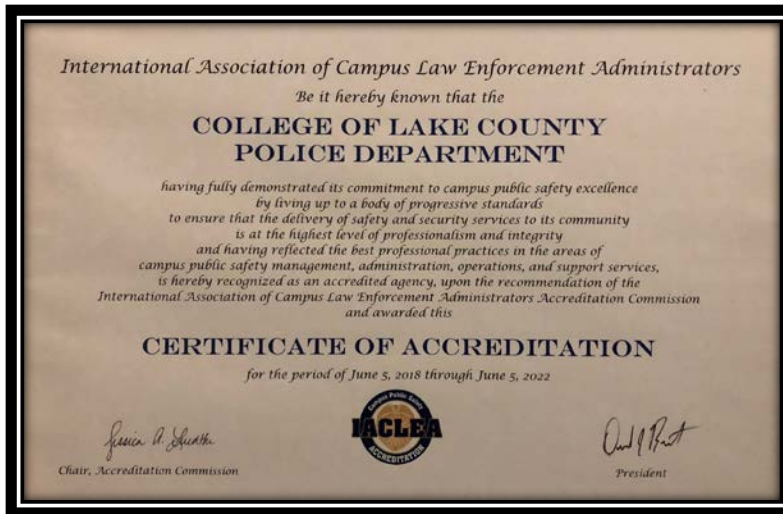 International Association of Campus Law Enforcement Administrators
Be it hereby known that the
COLLEGE OF LAKE COUNTY
POLICE DEPARTMENT
having fully demonstrated its commitment to campus public safety excellence
by living up to a body of progressive standards
to ensure that the delivery of safety and security services to its community
is at the highest level of professionalism and integrity
and having reflected the best professional practices in the areas of
campus public safety management, administration, operations, and support services,
is hereby recognized as an accredited agency, upon the recommendation of the
International Association of Campus Law Enforcement Administrators Accreditation Commission
and awarded this
CERTIFICATE OF ACCREDITATION
for the period of June 5, 2018 through June 5, 2022
Campus Public Safety
IACLEA
ACCREDITATION
Jessica A.
Chair, Accreditation Commission
President